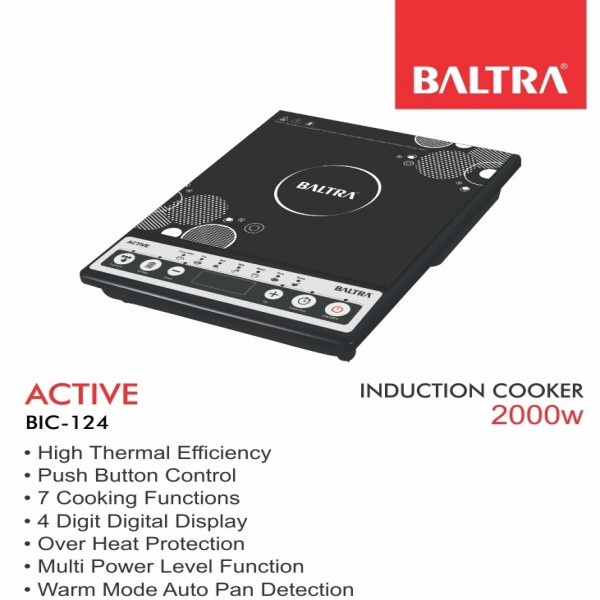 BALTRA®
BALTRA
ACTIVE
BALTRA
ACTIVE
INDUCTION COOKER
BIC-124
2000w
• High Thermal Efficiency
• Push Button Control
• 7 Cooking Functions
• 4 Digit Digital Display
• Over Heat Protection
• Multi Power Level Function
• Warm Mode Auto Pan Detection